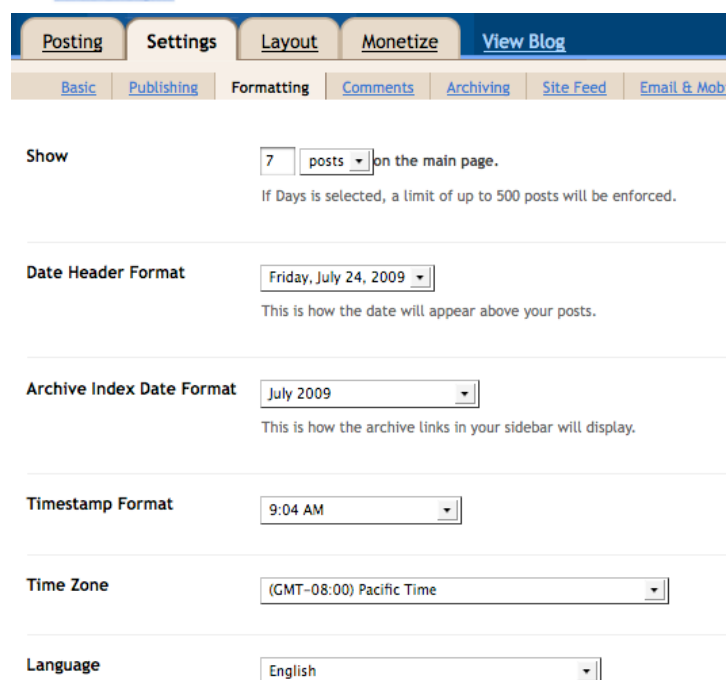 Posting Settings Layout Monetize View Blog
Basic Publishing Formatting Comments Archiving Site Feed Email & Mob
Show 7 posts on the main page.
If Days is selected, a limit of up to 500 posts will be enforced.
Date Header Format Friday, July 24, 2009
This is how the date will appear above your posts.
Archive Index Date Format July 2009
This is how the archive links in your sidebar will display.
Timestamp Format 9:04 AM
Time Zone (GMT-08:00) Pacific Time
Language English